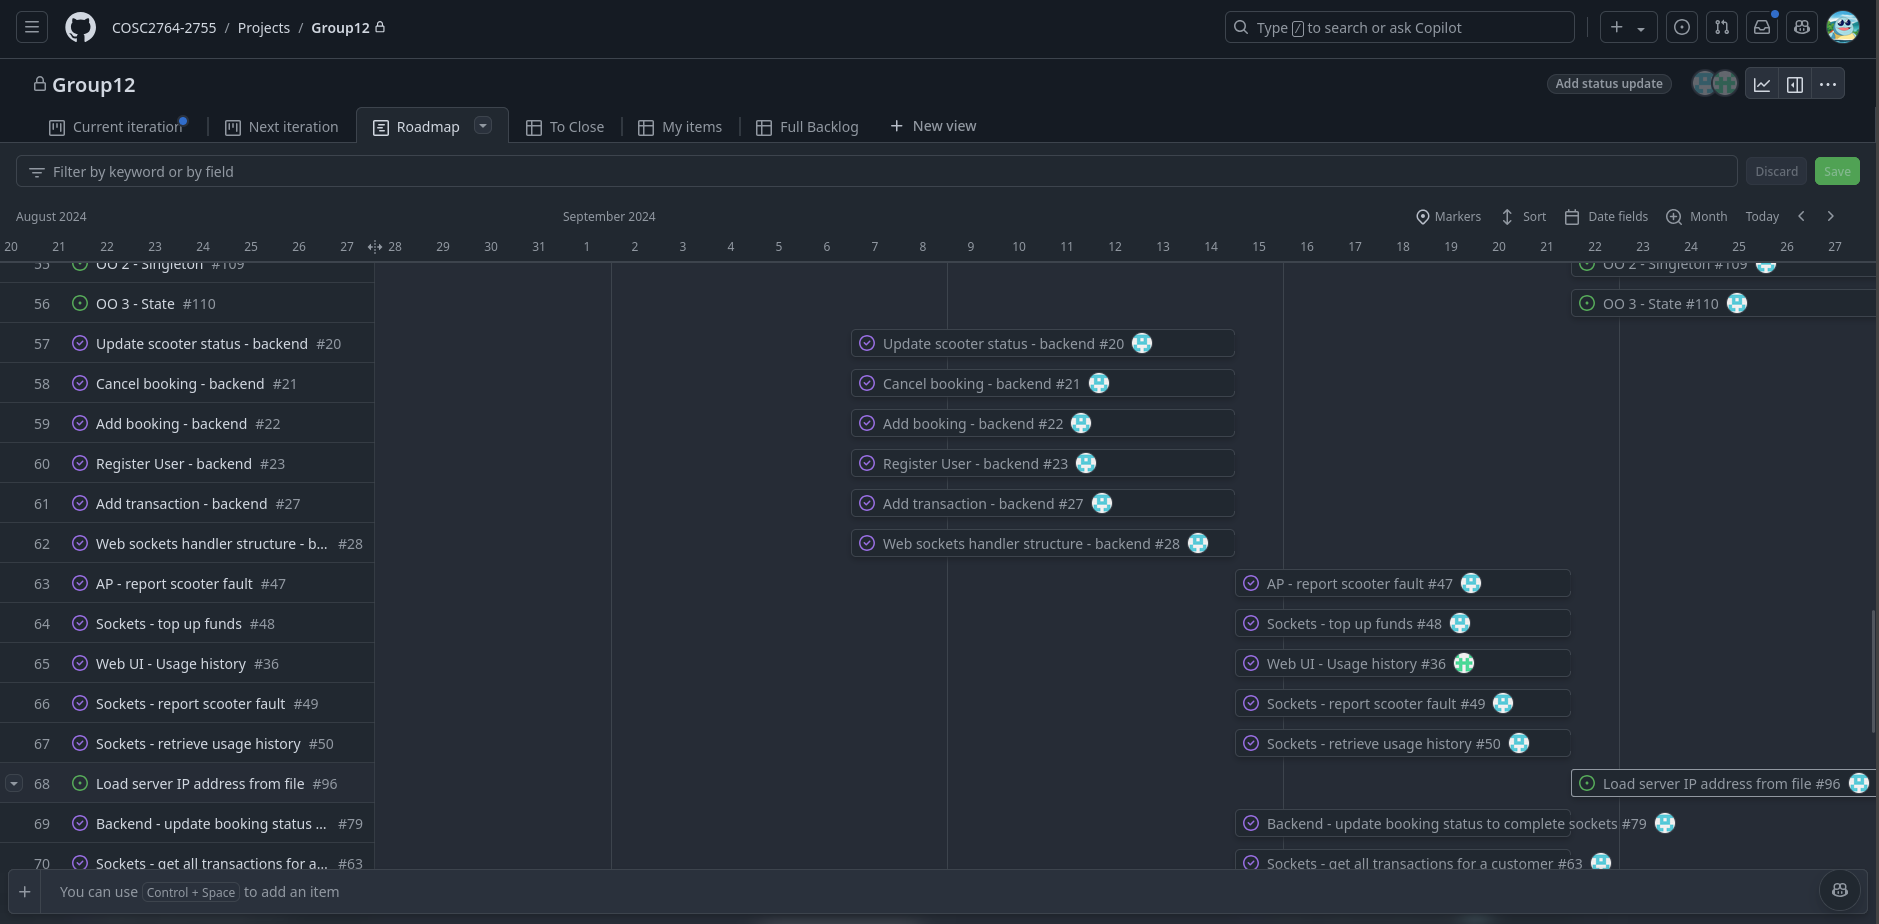 COSC2764-2755 / Projects / Group12
Type / to search or ask Copilot
Group12
Add status update
Current iteration
Next iteration
Roadmap
To Close
My items
Full Backlog
New view
Filter by keyword or by field
Discard
Save
August 2024
September 2024
Markers
Sort
Date fields
Month
Today
20 21 22 23 24 25 26 27 28 29 30 31 1 2 3 4 5 6 7 8 9 10 11 12 13 14 15 16 17 18 19 20 21 22 23 24 25 26 27
55 OO 2 - Singleton #109 OO 2 - Singleton #109
56 OO 3 - State #110 OO 3 - State #110
57 Update scooter status - backend #20 Update scooter status - backend #20
58 Cancel booking - backend #21 Cancel booking - backend #21
59 Add booking - backend #22 Add booking - backend #22
60 Register User - backend #23 Register User - backend #23
61 Add transaction - backend #27 Add transaction - backend #27
62 Web sockets handler structure - b... #28 Web sockets handler structure - backend #28
63 AP - report scooter fault #47 AP - report scooter fault #47
64 Sockets - top up funds #48 Sockets - top up funds #48
65 Web UI - Usage history #36 Web UI - Usage history #36
66 Sockets - report scooter fault #49 Sockets - report scooter fault #49
67 Sockets - retrieve usage history #50 Sockets - retrieve usage history #50
68 Load server IP address from file #96 Load server IP address from file #96
69 Backend - update booking status ... #79 Backend - update booking status to complete sockets #79
70 Sockets - get all transactions for a... #63 Sockets - get all transactions for a customer #63
You can use Control + Space to add an item